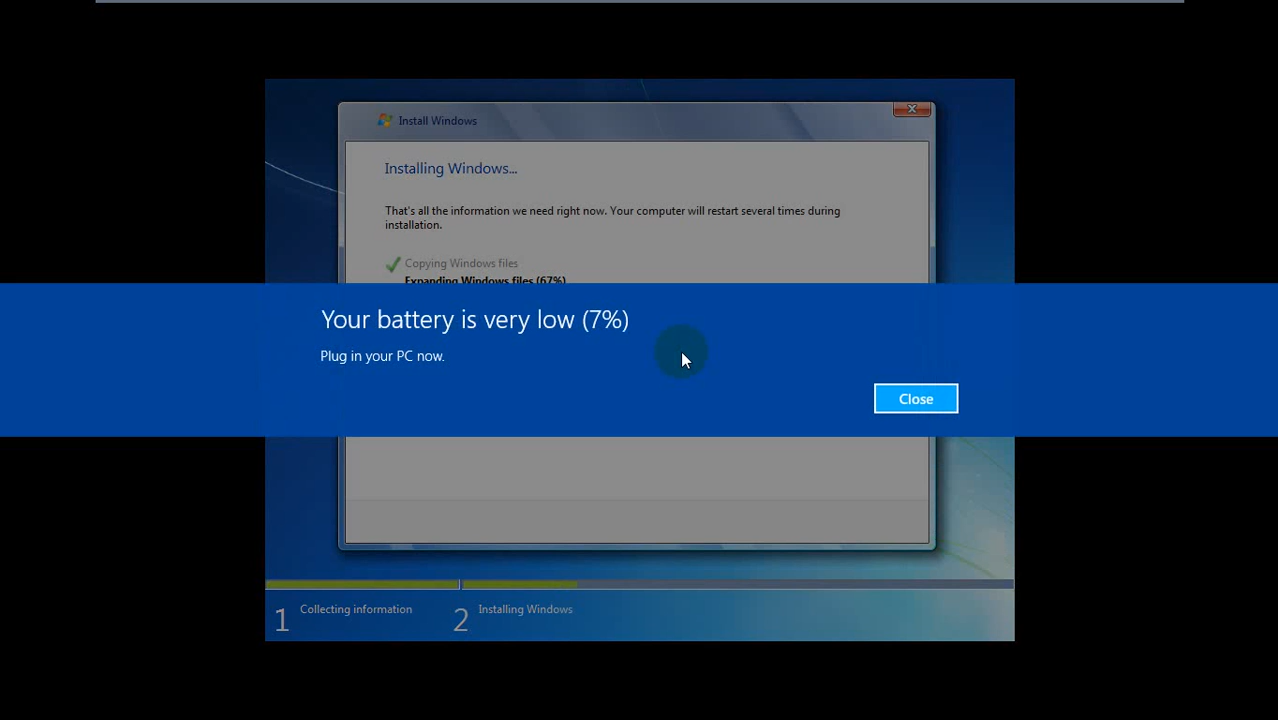 Install Windows
Installing Windows...
That's all the information we need right now. Your computer will restart several times during
installation.
Copying Windows files
Expanding Windows files (67%)
Your battery is very low (7%)
Plug in your PC now.
Close
1 Collecting information
2 Installing Windows